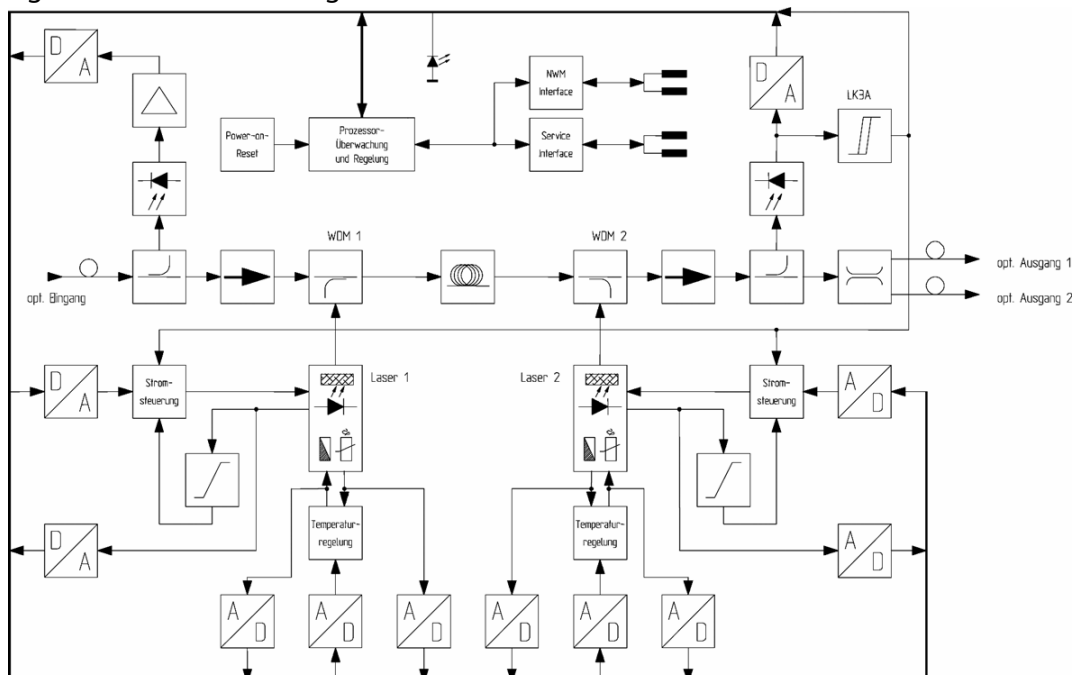 D
A
D
A
NWM
Interface
LKBA
Power-on-
Reset
Prozessor-
Überwachung
und Regelung
Service
Interface
WDM 1
WDM 2
opt. Eingang
opt. Ausgang 1
opt. Ausgang 2
D
A
Strom-
steuerung
Laser 1
Laser 2
Strom-
steuerung
A
D
D
A
Temperatur-
regelung
Temperatur-
regelung
A
D
A
D
A
D
A
D
A
D
A
D
A
D